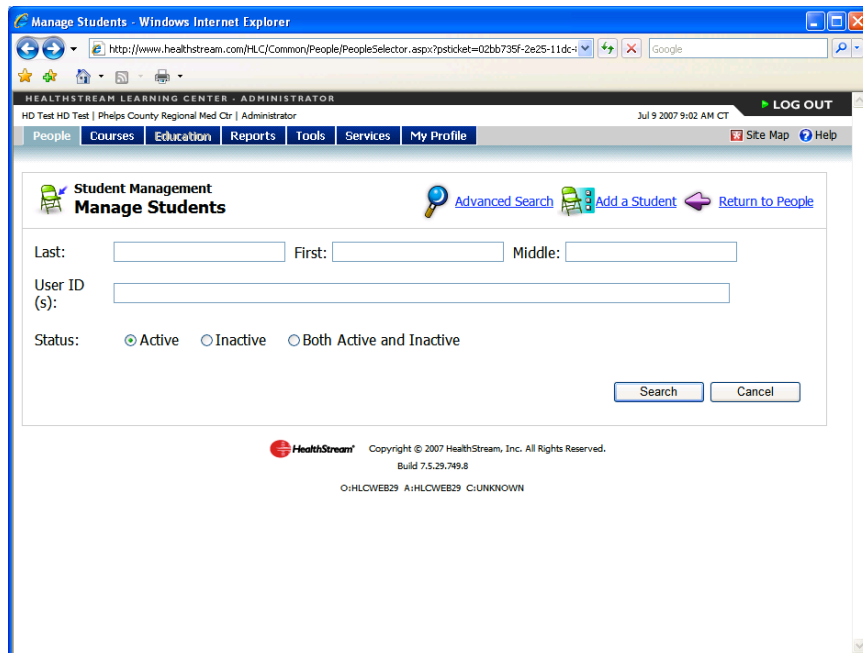 Manage Students - Windows Internet Explorer
http://www.healthstream.com/HLC/Common/People/PeopleSelector.aspx?psticket=02bb735f-2e25-11dc-
Google
HEALTHSTREAM LEARNING CENTER - ADMINISTRATOR
LOG OUT
HD Test HD Test | Phelps County Regional Med Ctr | Administrator
Jul 9 2007 9:02 AM CT
People Courses Education Reports Tools Services My Profile
Site Map Help
Student Management
Manage Students
Advanced Search Add a Student Return to People
Last: First: Middle:
User ID
(s):
Status: Active Inactive Both Active and Inactive
Search Cancel
HealthStream Copyright © 2007 HealthStream, Inc. All Rights Reserved.
Build 7.5.29.749.8
O:HLCWEB29 A:HLCWEB29 C:UNKNOWN